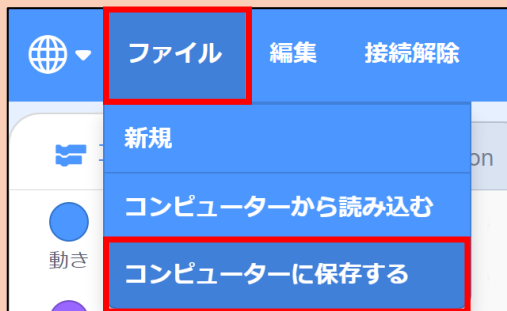 ファイル 編集 接続解除
新規
on
コンピューターから読み込む
動き
コンピューターに保存する